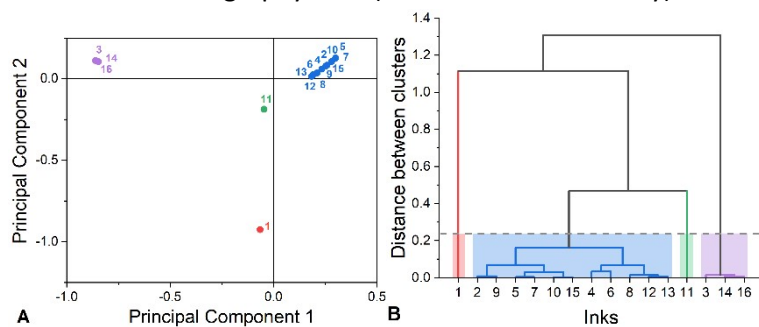 3
14
16
6 4 2 10 5
13 7
9 15
12 8
11
1
0.0
-0.5
-1.0
-1.0 -0.5 0.0 0.5
Principal Component 2
Principal Component 1
A
1.4
1.2
1.0
0.8
0.6
0.4
0.2
0.0
Distance between clusters
1 2 9 5 7 10 15 4 6 8 12 13 11 3 14 16
Inks
B